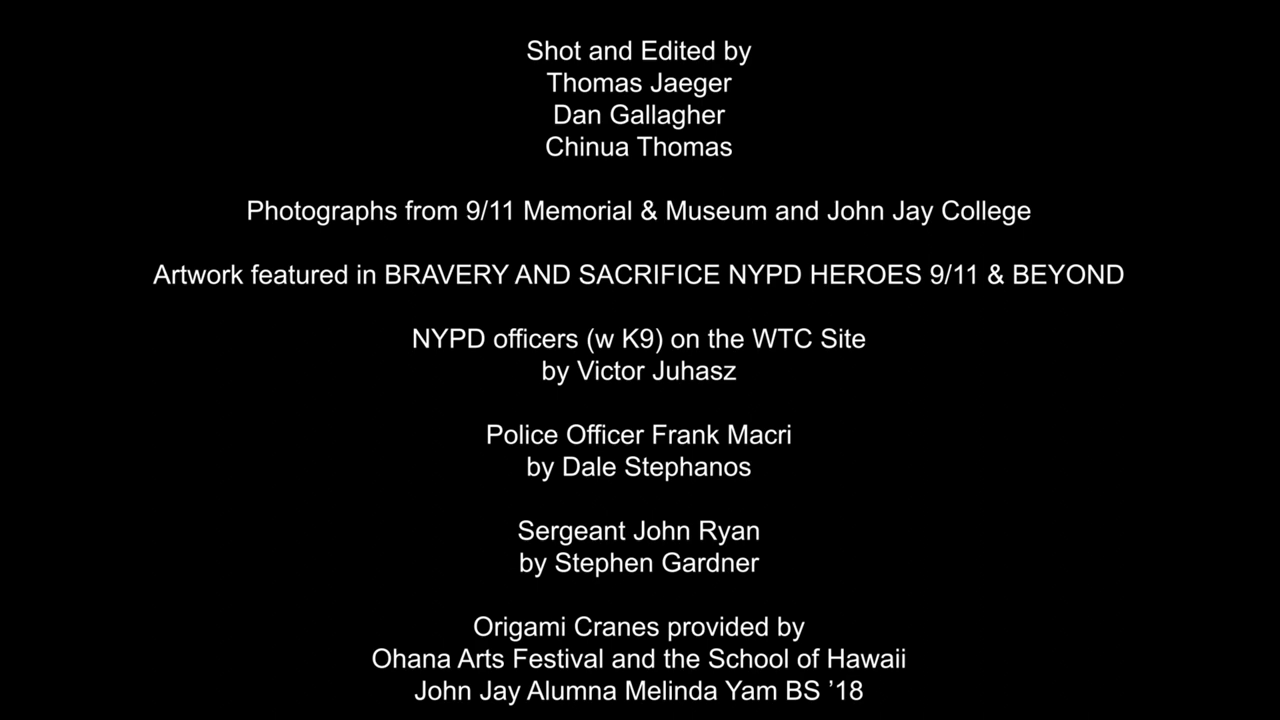 Shot and Edited by
Thomas Jaeger
Dan Gallagher
Chinua Thomas
Photographs from 9/11 Memorial & Museum and John Jay College
Artwork featured in BRAVERY AND SACRIFICE NYPD HEROES 9/11 & BEYOND
NYPD officers (w K9) on the WTC Site
by Victor Juhasz
Police Officer Frank Macri
by Dale Stephanos
Sergeant John Ryan
by Stephen Gardner
Origami Cranes provided by
Ohana Arts Festival and the School of Hawaii
John Jay Alumna Melinda Yam BS ’18